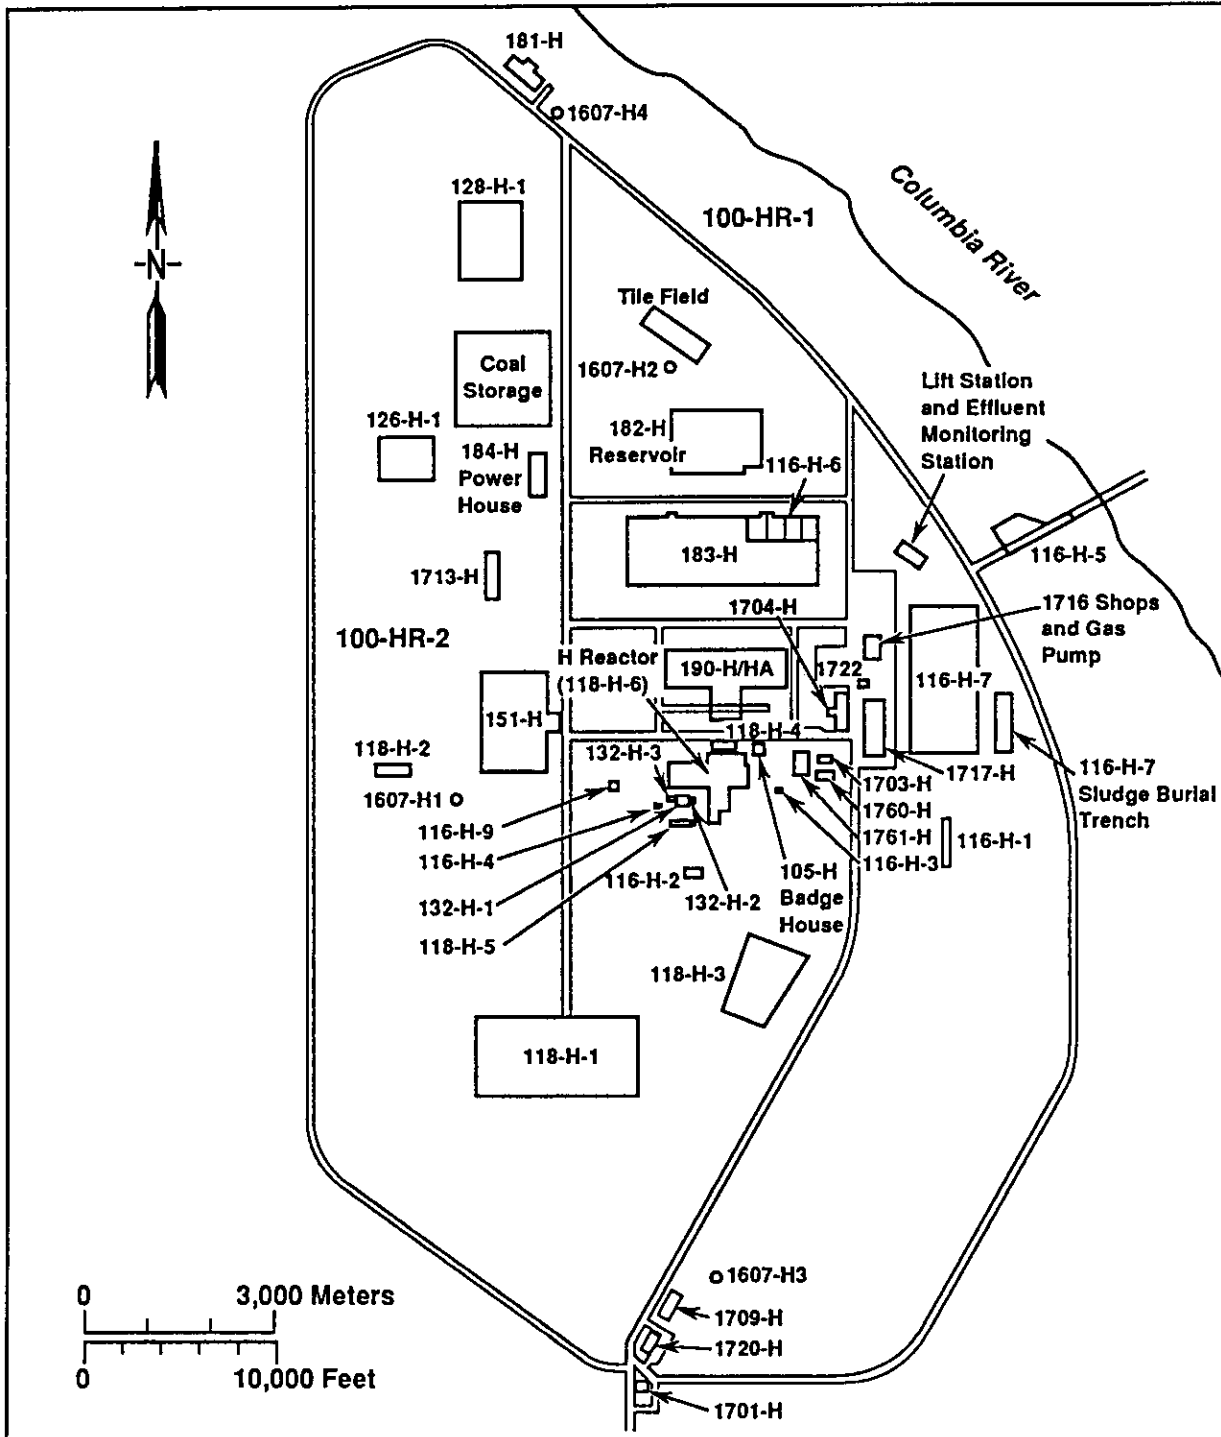 181-H
1607-H4
128-H-1
100-HR-1
Columbia River
N
Tile Field
1607-H2
Coal
Storage
Lift Station
and Effluent
Monitoring
Station
126-H-1
184-H
Power
House
182-H
Reservoir
116-H-6
183-H
116-H-5
1713-H
1704-H
1716 Shops
and Gas
Pump
100-HR-2
H Reactor
(118-H-6)
190-H/HA
1722
116-H-7
151-H
118-H-4
118-H-2
132-H-3
1703-H
1717-H
116-H-7
Sludge Burial
Trench
1607-H1
1760-H
116-H-9
1761-H
116-H-1
116-H-4
116-H-3
116-H-2
105-H
Badge
House
132-H-1
132-H-2
118-H-5
118-H-3
118-H-1
1607-H3
0
3,000 Meters
1709-H
1720-H
0
10,000 Feet
1701-H